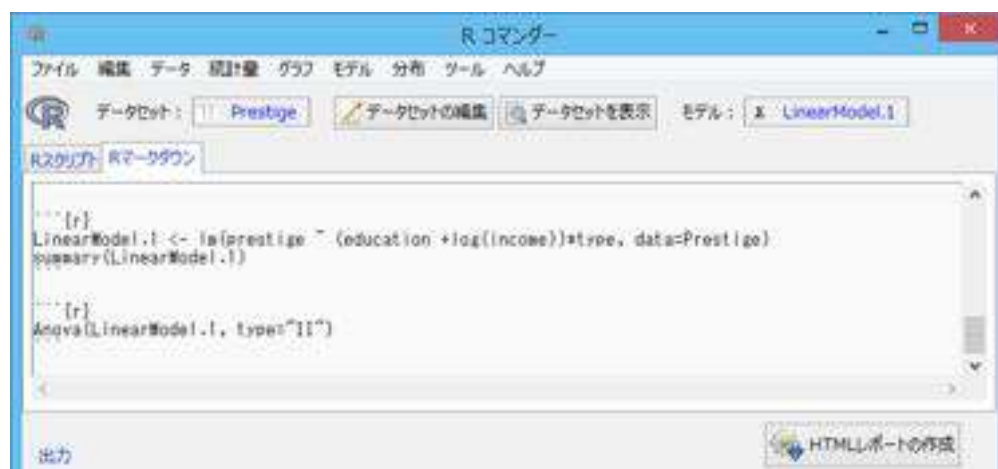 R コマンダー
ファイル 編集 データ 統計量 グラフ モデル 分布 ツール ヘルプ
データセット： Prestige データセットの編集 データセットを表示 モデル： Σ LinearModel.1
Rスクリプト Rマークダウン
```{r}
LinearModel.1 <- lm(prestige ~ (education +log(income))*type, data=Prestige)
summary(LinearModel.1)
```
```{r}
Anova(LinearModel.1, type="II")
```
出力
HTMLレポートの作成